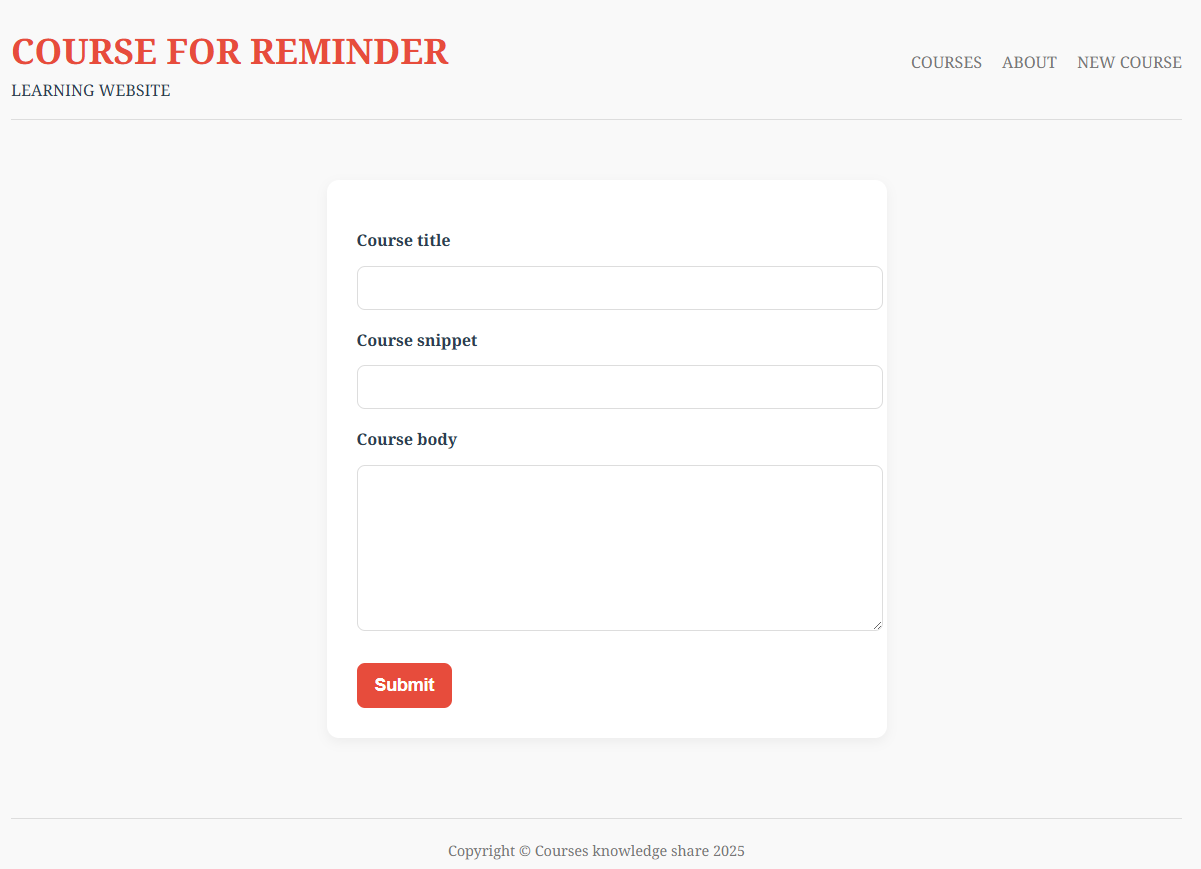 COURSE FOR REMINDER
LEARNING WEBSITE
COURSES ABOUT NEW COURSE
Course title
Course snippet
Course body
Submit
Copyright © Courses knowledge share 2025